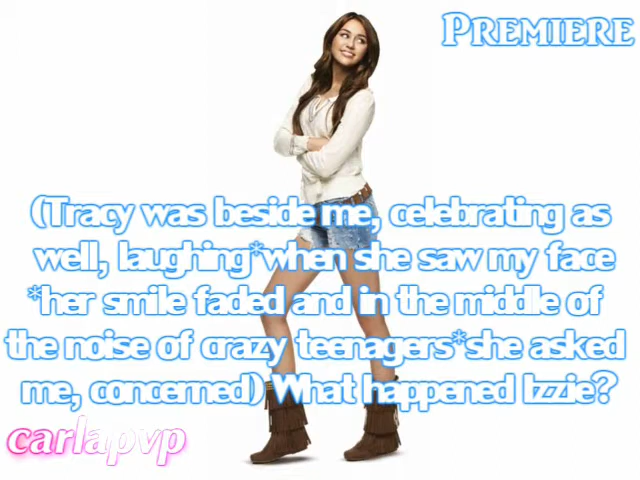 PREMIERE
(Tracy was beside me, celebrating as
well, laughing*when she saw my face
*her smile faded and in the middle of
the noise of crazy teenagers*she asked
me, concerned) What happened Izzie?
carlapvp